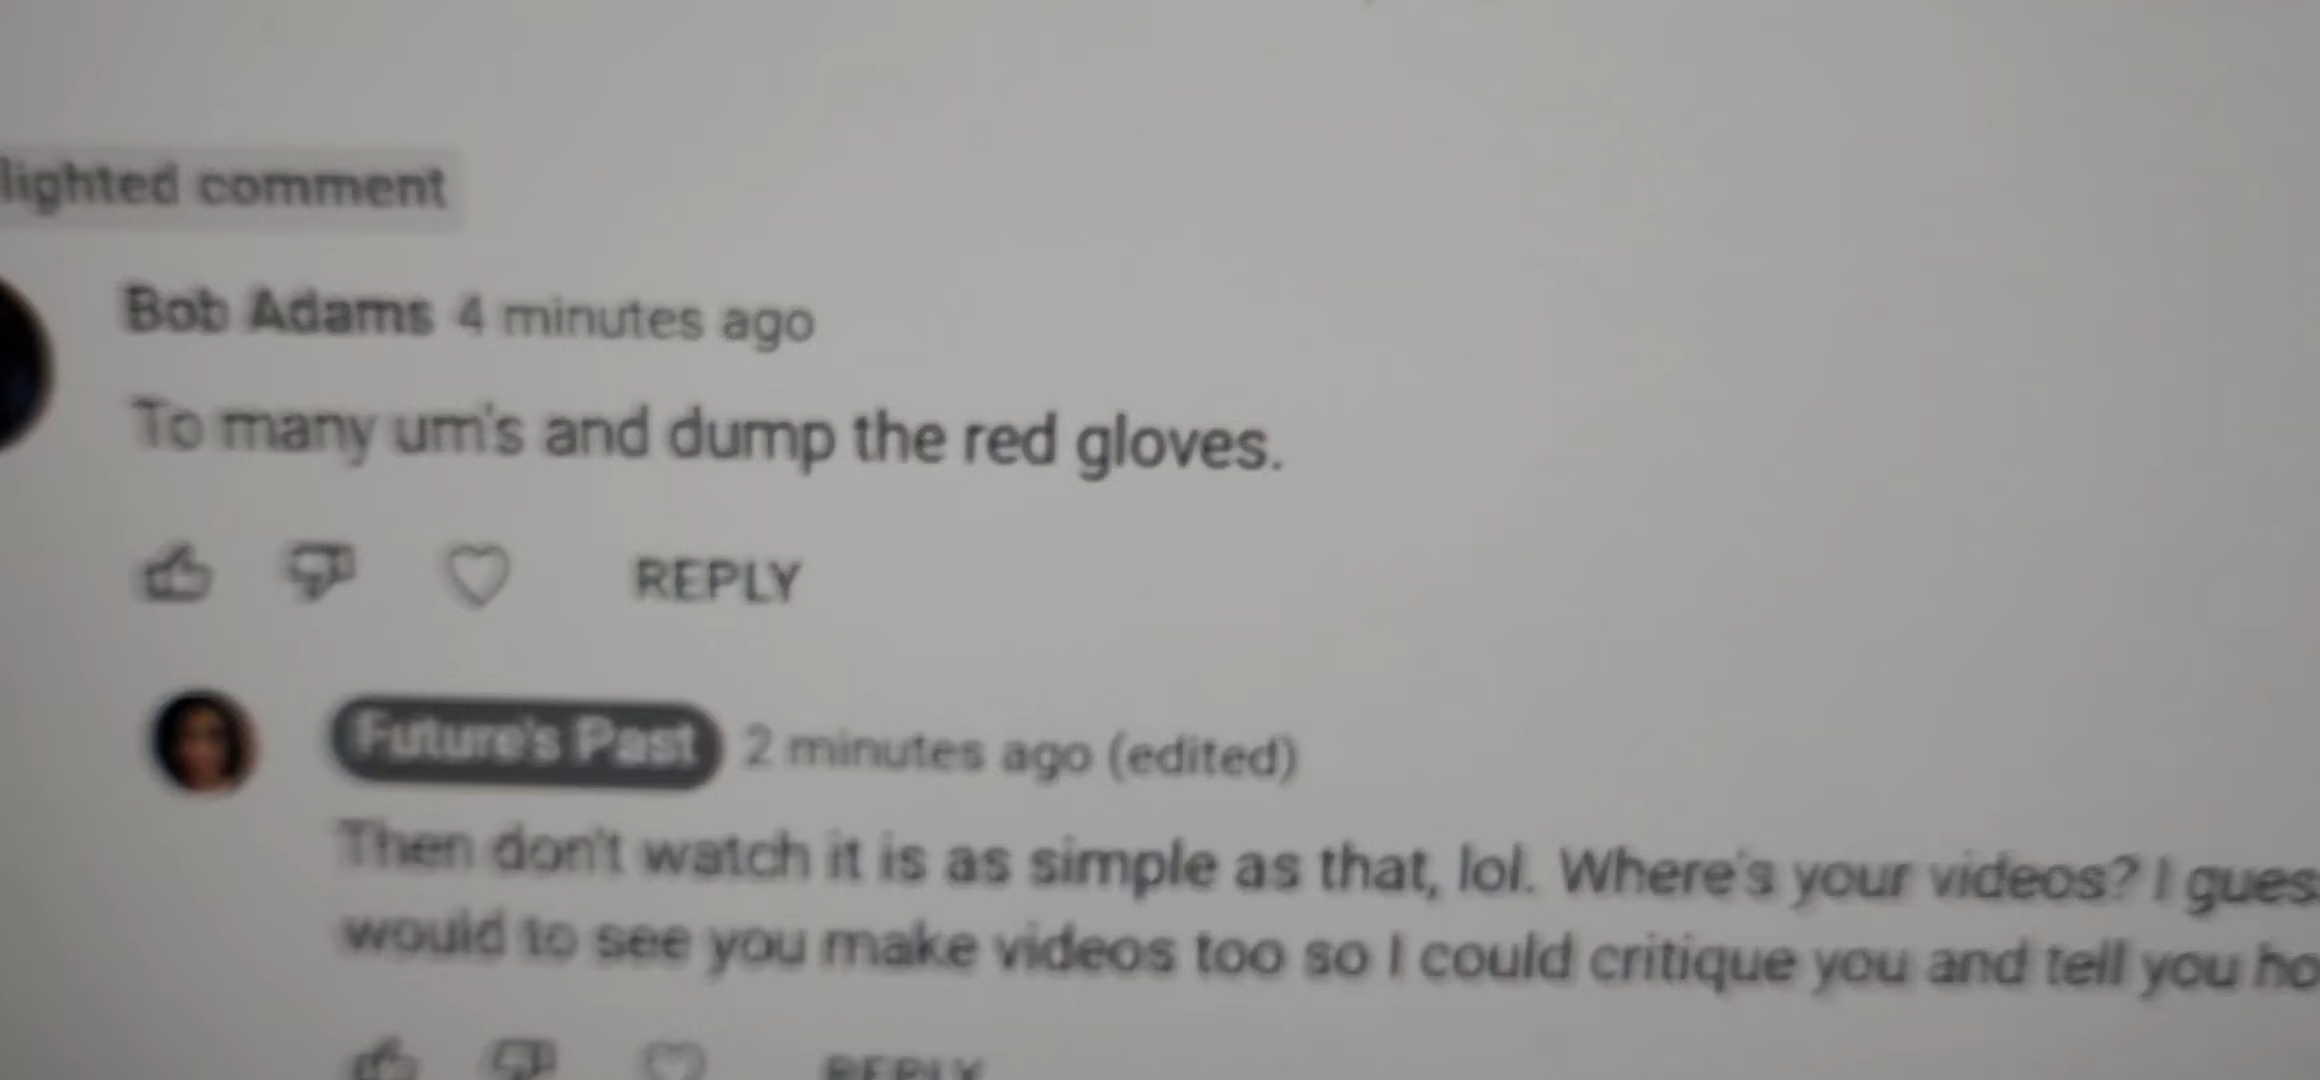 lighted comment
Bob Adams 4 minutes ago
To many um's and dump the red gloves.
REPLY
Future's Past 2 minutes ago (edited)
Then don't watch it is as simple as that, lol. Where's your videos? I gues
would to see you make videos too so I could critique you and tell you ho
REPLY